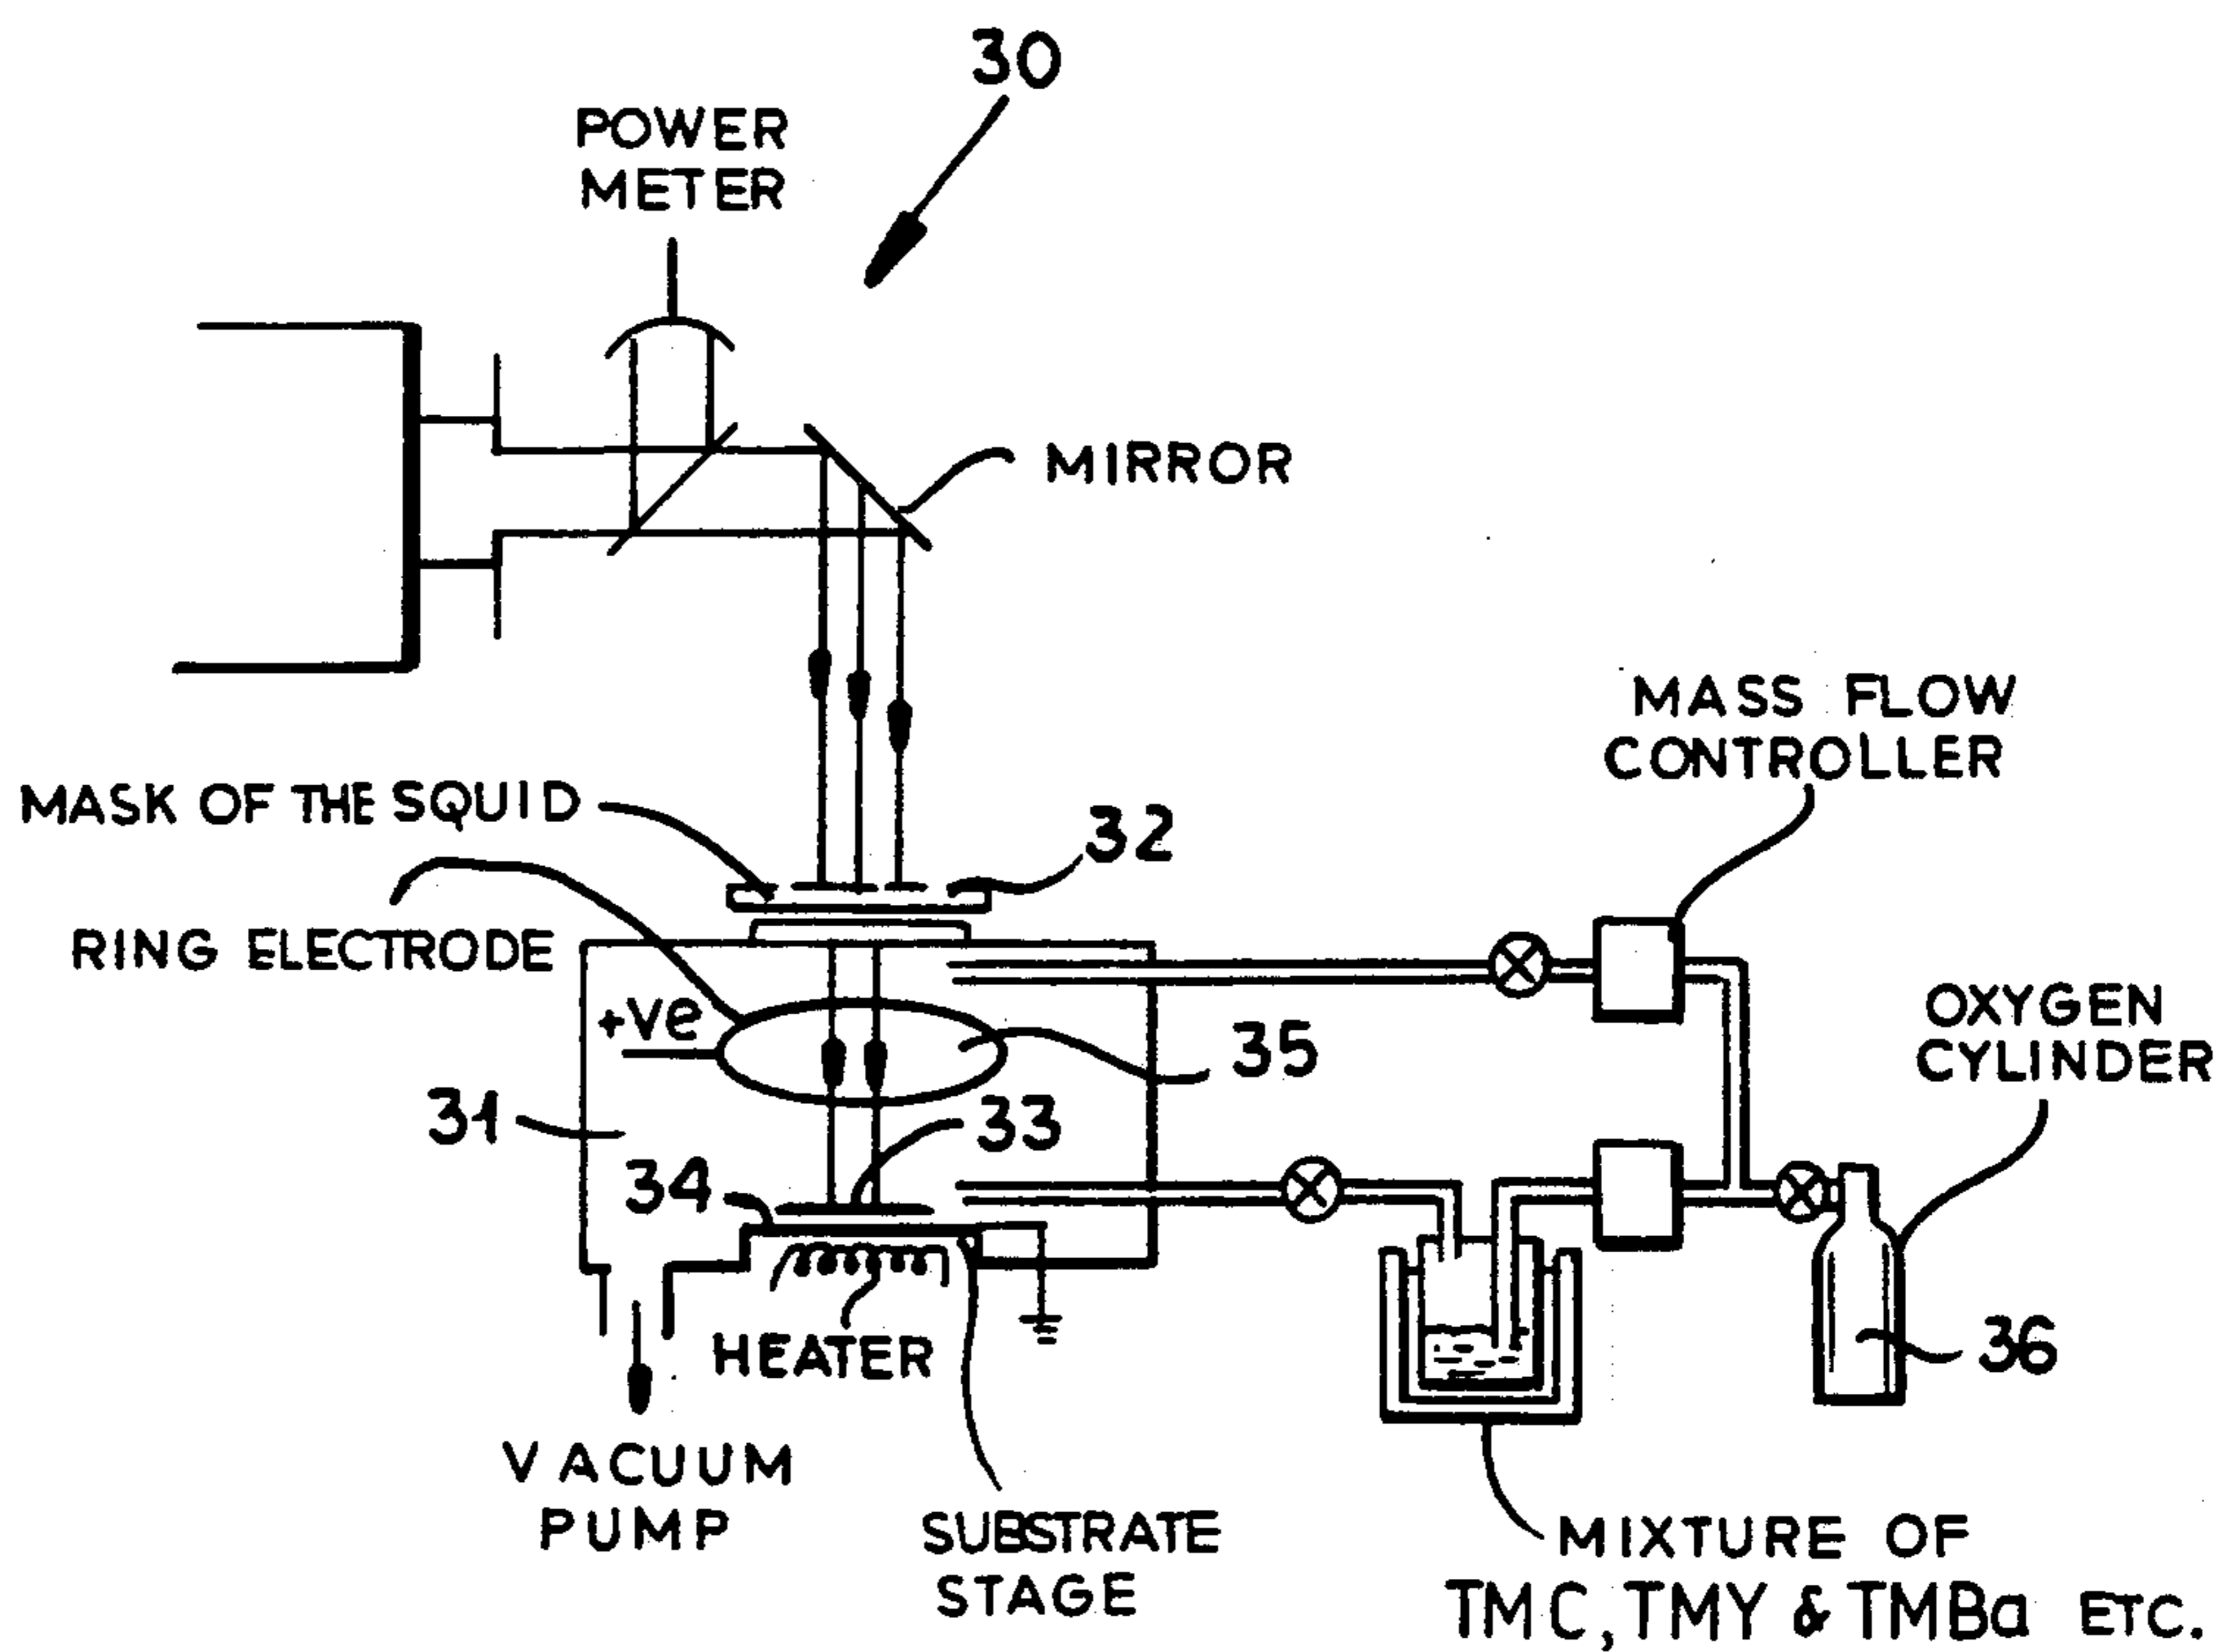 30
POWER
METER
MIRROR
MASS FLOW
CONTROLLER
MASK OF THE SQUID
32
RING ELECTRODE
+ve
35
OXYGEN
CYLINDER
31
33
34
36
HEATER
VACUUM
PUMP
SUBSTRATE
STAGE
MIXTURE OF
TMC, TMY & TMBa ETC.